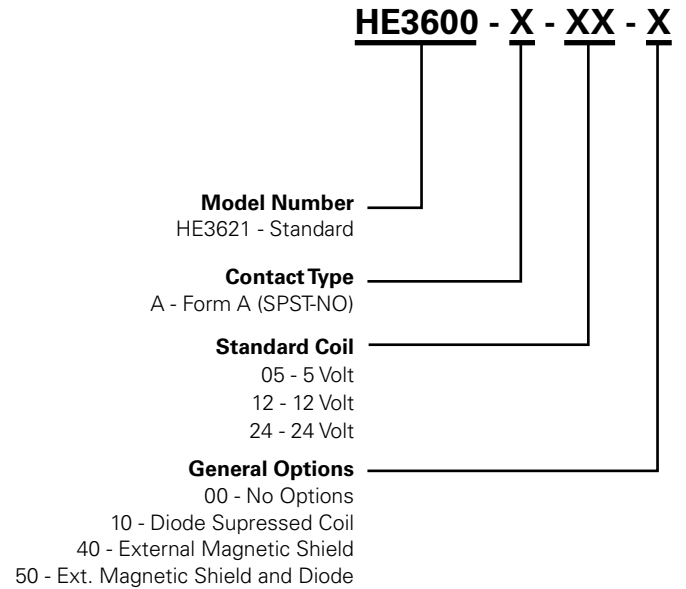 HE3600 - X - XX - X
Model Number
HE3621 - Standard
Contact Type
A - Form A (SPST-NO)
Standard Coil
05 - 5 Volt
12 - 12 Volt
24 - 24 Volt
General Options
00 - No Options
10 - Diode Supressed Coil
40 - External Magnetic Shield
50 - Ext. Magnetic Shield and Diode